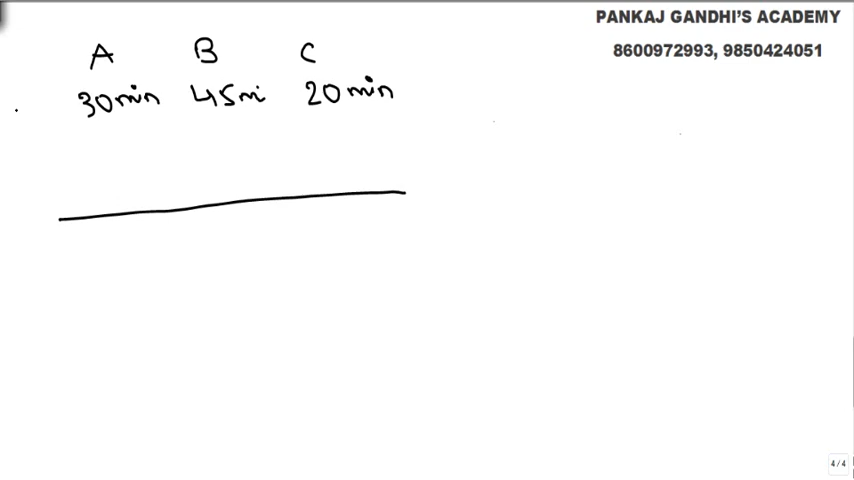 PANKAJ GANDHI'S ACADEMY
8600972993, 9850424051
A B C
30min 45mi 20min
4/4